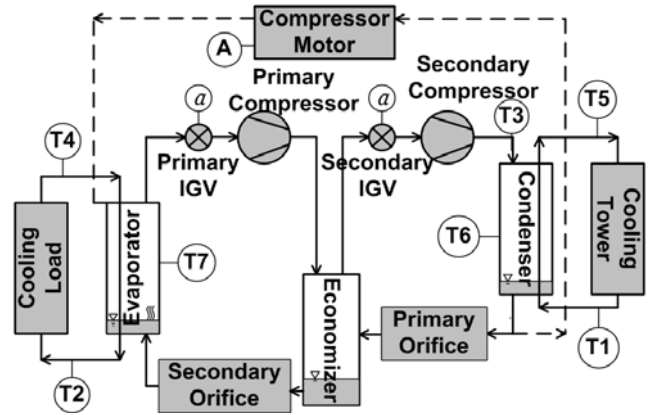 Compressor
Motor
A
Primary
Compressor
Secondary
Compressor
a
a
T3
T5
T4
Primary
IGV
Secondary
IGV
Cooling
Load
Evaporator
T7
Economizer
T6
Condenser
Cooling
Tower
Primary
Orifice
T1
T2
Secondary
Orifice